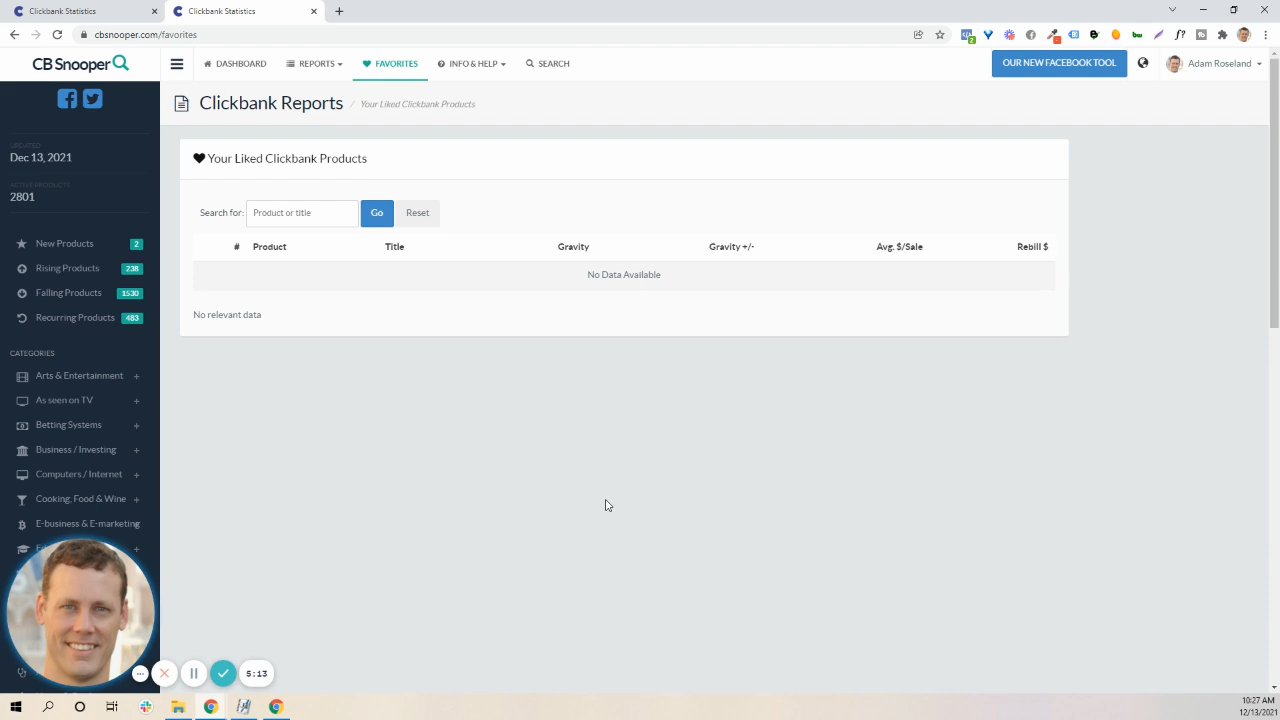 Clickbank Statistics
Clickbank Statistics
cbsnooper.com/favorites
CB Snooper
DASHBOARD
REPORTS
FAVORITES
INFO & HELP
SEARCH
OUR NEW FACEBOOK TOOL
Adam Roseland
Clickbank Reports / Your Liked Clickbank Products
UPDATED
Dec 13, 2021
ACTIVE PRODUCTS
2801
New Products 2
Rising Products 238
Falling Products 1530
Recurring Products 483
CATEGORIES
Arts & Entertainment +
As seen on TV +
Betting Systems +
Business / Investing +
Computers / Internet +
Cooking, Food & Wine +
E-business & E-marketing
Your Liked Clickbank Products
Search for: Product or title Go Reset
# Product Title Gravity Gravity +/- Avg. $/Sale Rebill $
No Data Available
No relevant data
5:13
10:27 AM
12/13/2021